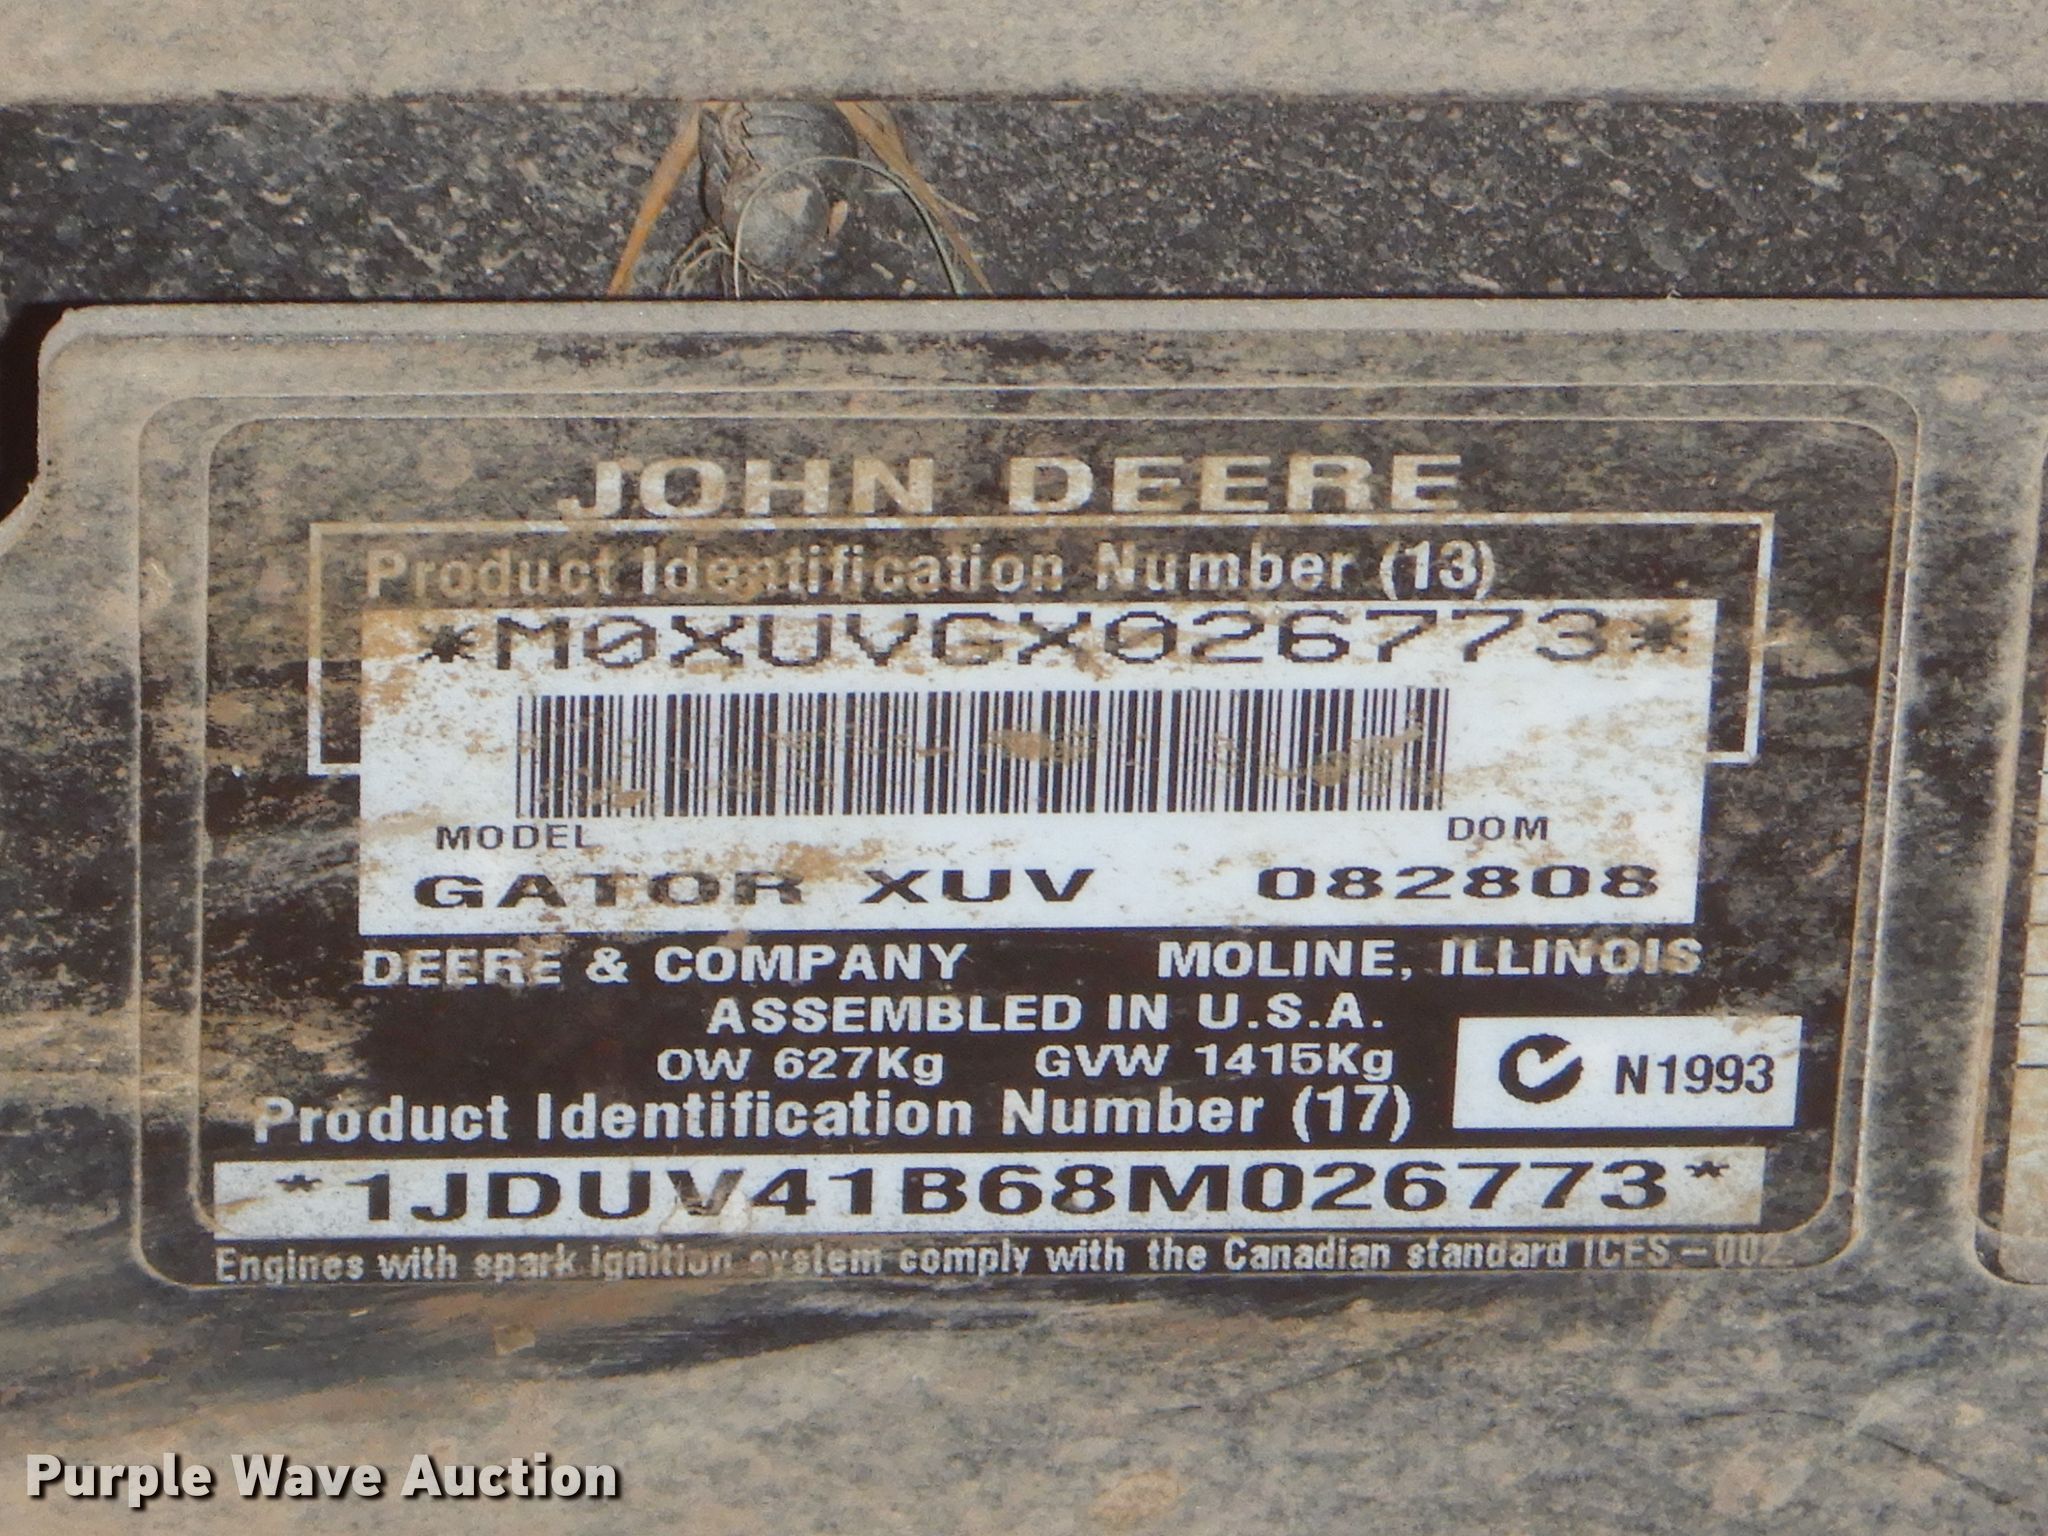 JOHN DEERE
Product Identification Number (13)
*M0XUVGX026773*
MODEL DOM
GATOR XUV 082808
DEERE & COMPANY MOLINE, ILLINOIS
ASSEMBLED IN U.S.A.
OW 627Kg GVW 1415Kg
N1993
Product Identification Number (17)
*1JDUV41B68M026773*
Engines with spark ignition system comply with the Canadian standard ICES-002.
Purple Wave Auction